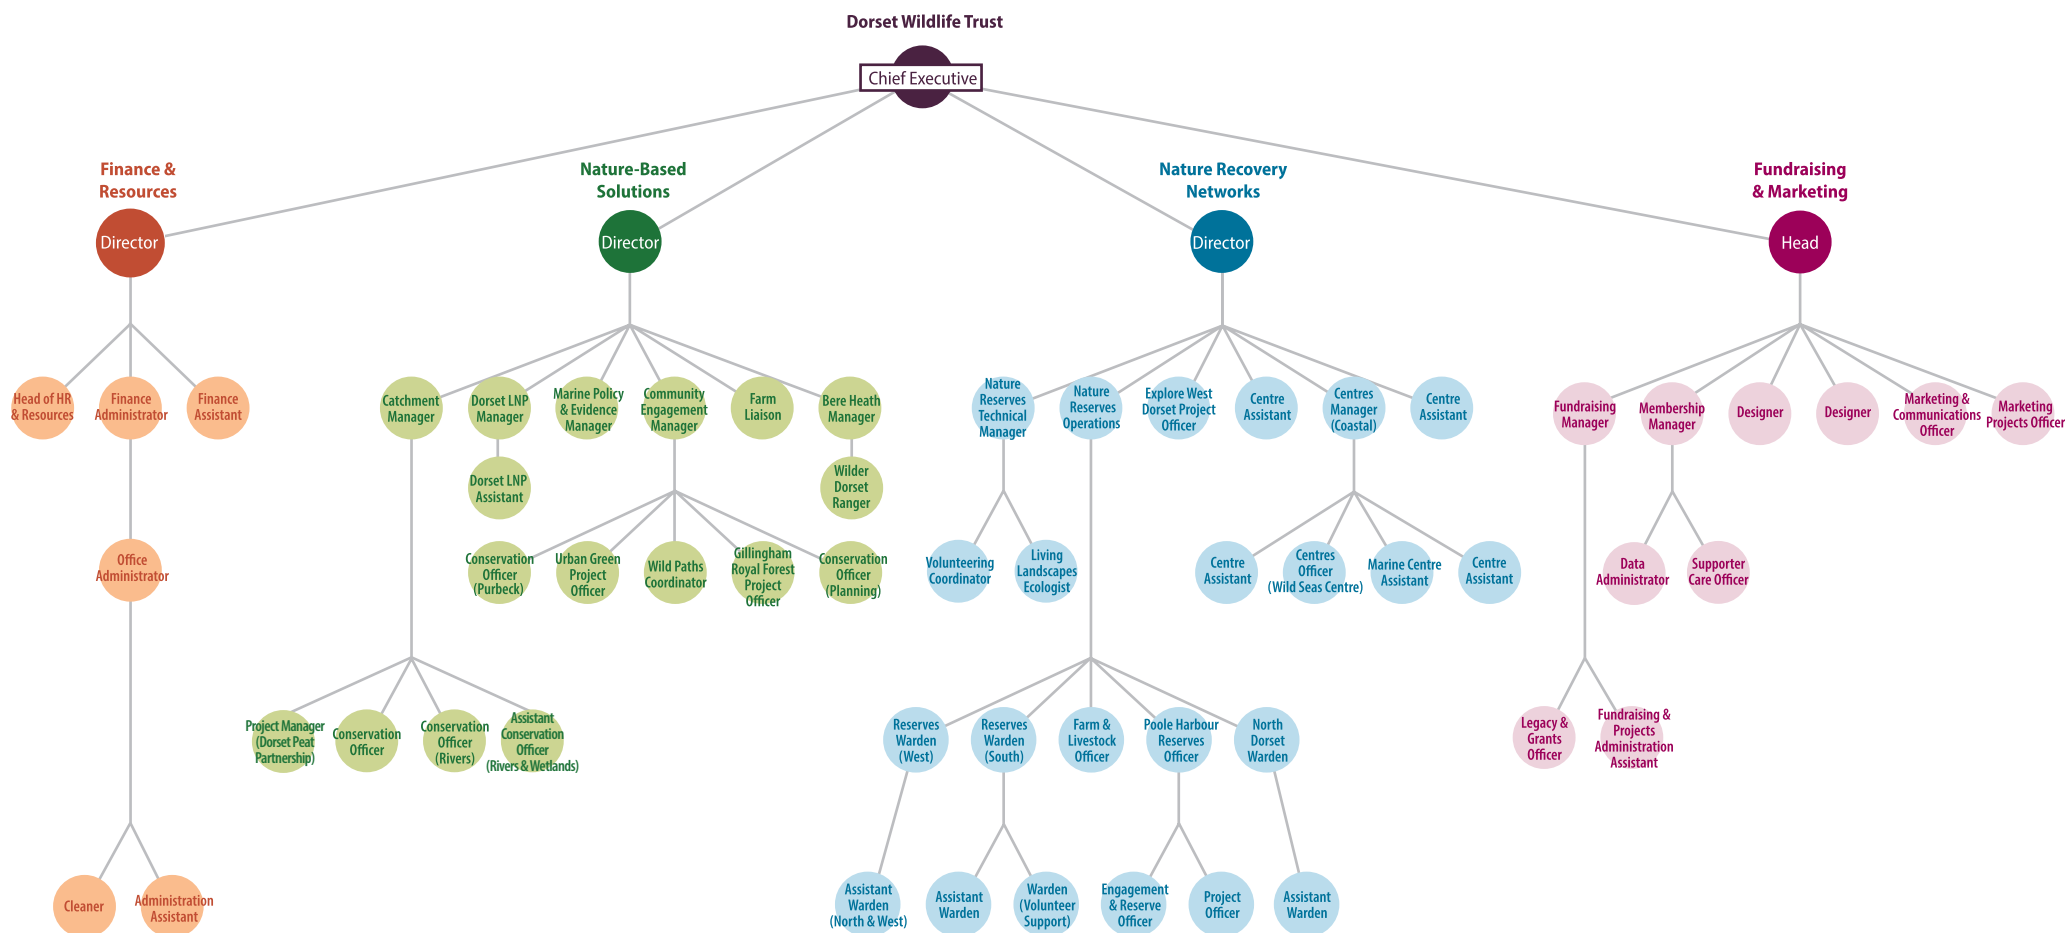 Dorset Wildlife Trust
Chief Executive
Finance &
Resources
Director
Nature-Based
Solutions
Director
Nature Recovery
Networks
Director
Fundraising
& Marketing
Head
Head of HR
& Resources
Finance
Administrator
Finance
Assistant
Catchment
Manager
Dorset LNP
Manager
Marine Policy
& Evidence
Manager
Community
Engagement
Manager
Farm
Liaison
Bere Heath
Manager
Nature
Reserves
Technical
Manager
Nature
Reserves
Operations
Explore West
Dorset Project
Officer
Centre
Assistant
Centres
Manager
(Coastal)
Centre
Assistant
Fundraising
Manager
Membership
Manager
Designer
Designer
Marketing &
Communications
Officer
Marketing
Projects Officer
Dorset LNP
Assistant
Wilder
Dorset
Ranger
Office
Administrator
Conservation
Officer
(Purbeck)
Urban Green
Project
Officer
Wild Paths
Coordinator
Gillingham
Royal Forest
Project
Officer
Conservation
Officer
(Planning)
Volunteering
Coordinator
Living
Landscapes
Ecologist
Centre
Assistant
Centres
Officer
(Wild Seas Centre)
Marine Centre
Assistant
Centre
Assistant
Data
Administrator
Supporter
Care Officer
Project Manager
(Dorset Peat
Partnership)
Conservation
Officer
Conservation
Officer
(Rivers)
Assistant
Conservation
Officer
(Rivers & Wetlands)
Reserves
Warden
(West)
Reserves
Warden
(South)
Farm &
Livestock
Officer
Poole Harbour
Reserves
Officer
North
Dorset
Warden
Legacy &
Grants
Officer
Fundraising &
Projects
Administration
Assistant
Cleaner
Administration
Assistant
Assistant
Warden
(North & West)
Assistant
Warden
Warden
(Volunteer
Support)
Engagement
& Reserve
Officer
Project
Officer
Assistant
Warden